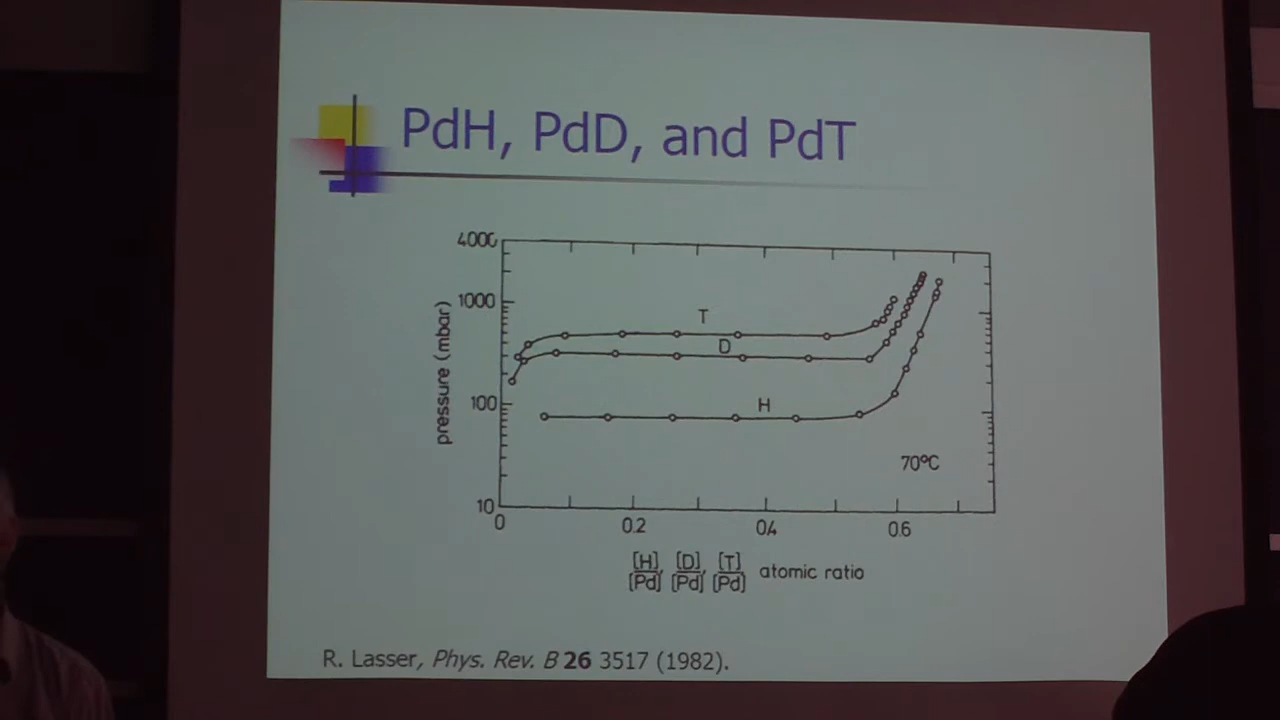 PdH, PdD, and PdT
4000
1000
100
10
pressure (mbar)
T
D
H
70°C
0
0.2
0.4
0.6
[H] [D] [T]
[Pd] [Pd] [Pd]
atomic ratio
R. Lasser, Phys. Rev. B 26 3517 (1982).